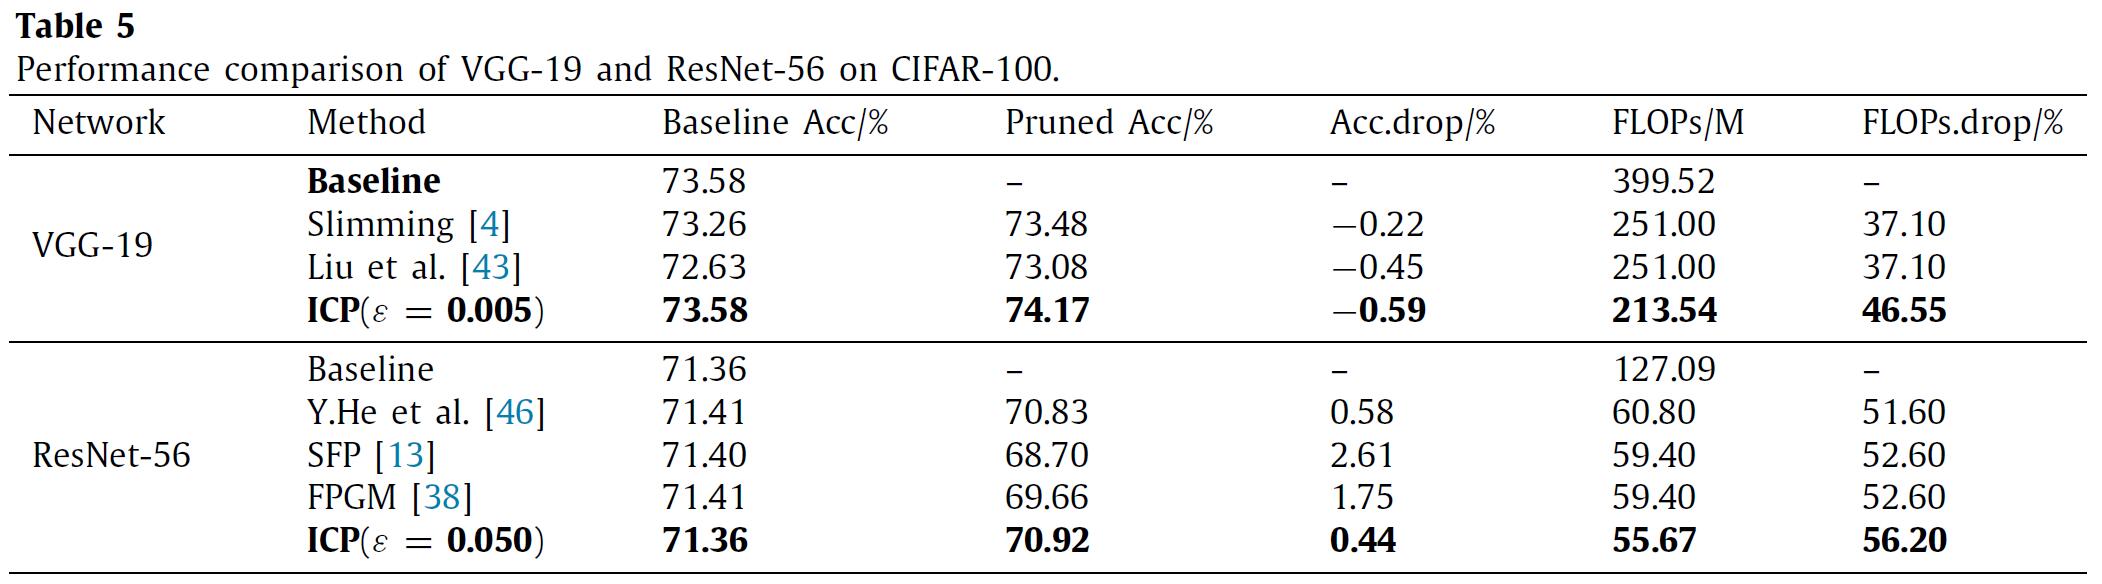 Table 5
Performance comparison of VGG-19 and ResNet-56 on CIFAR-100.
Network Method Baseline Acc/% Pruned Acc/% Acc.drop/% FLOPs/M FLOPs.drop/%
VGG-19
Baseline 73.58 – – 399.52 –
Slimming [4] 73.26 73.48 −0.22 251.00 37.10
Liu et al. [43] 72.63 73.08 −0.45 251.00 37.10
ICP(ε = 0.005) 73.58 74.17 −0.59 213.54 46.55
ResNet-56
Baseline 71.36 – – 127.09 –
Y.He et al. [46] 71.41 70.83 0.58 60.80 51.60
SFP [13] 71.40 68.70 2.61 59.40 52.60
FPGM [38] 71.41 69.66 1.75 59.40 52.60
ICP(ε = 0.050) 71.36 70.92 0.44 55.67 56.20